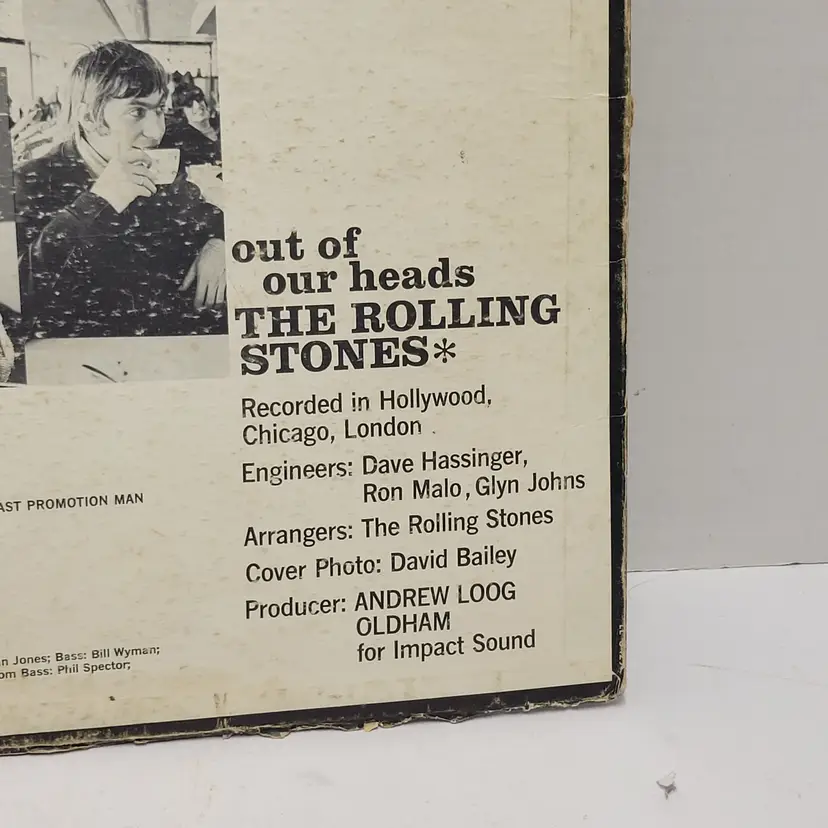 out of
our heads
THE ROLLING
STONES*
Recorded in Hollywood,
Chicago, London
Engineers: Dave Hassinger,
Ron Malo, Glyn Johns
AST PROMOTION MAN
Arrangers: The Rolling Stones
Cover Photo: David Bailey
Producer: ANDREW LOOG
OLDHAM
for Impact Sound
n Jones; Bass: Bill Wyman;
om Bass: Phil Spector;